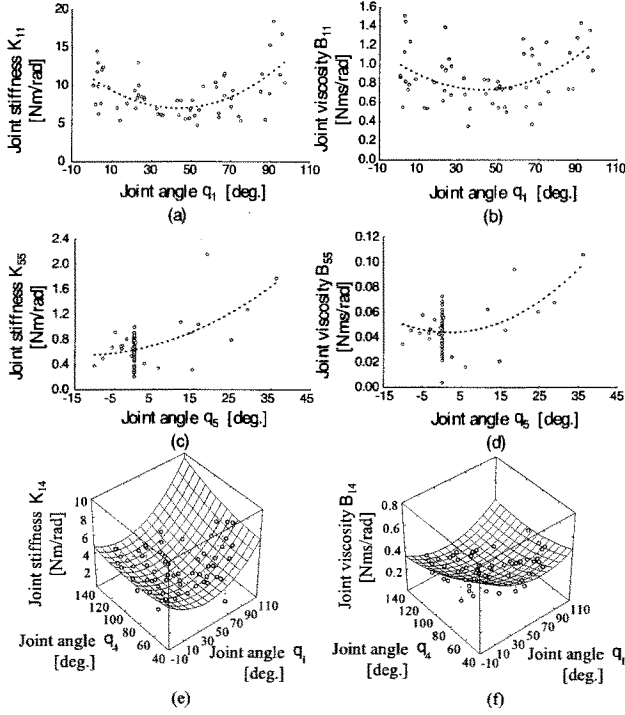 20
15
10
5
0
-10 10 30 50 70 90 110
Joint stiffness K11
[Nm/rad]
Joint angle q1 [deg.]
(a)
1.6
1.4
1.2
1.0
0.8
0.6
0.4
0.2
0.0
-10 10 30 50 70 90 110
Joint viscosity B11
[Nms/rad]
Joint angle q1 [deg.]
(b)
2.4
2.0
1.6
1.2
0.8
0.4
0.0
-15 -5 5 15 25 35 45
Joint stiffness K55
[Nm/rad]
Joint angle q5 [deg.]
(c)
0.12
0.10
0.08
0.06
0.04
0.02
0.00
-15 -5 5 15 25 35 45
Joint viscosity B55
[Nms/rad]
Joint angle q5 [deg.]
(d)
10
8
6
4
2
140
120
100
80
60
40
-10 10 30 50 70 90 110
Joint stiffness K14
[Nm/rad]
Joint angle q4
[deg.]
Joint angle q1
[deg.]
(e)
0.8
0.6
0.4
0.2
140
120
100
80
60
40
-10 10 30 50 70 90 110
Joint viscosity B14
[Nms/rad]
Joint angle q4
[deg.]
Joint angle q1
[deg.]
(f)